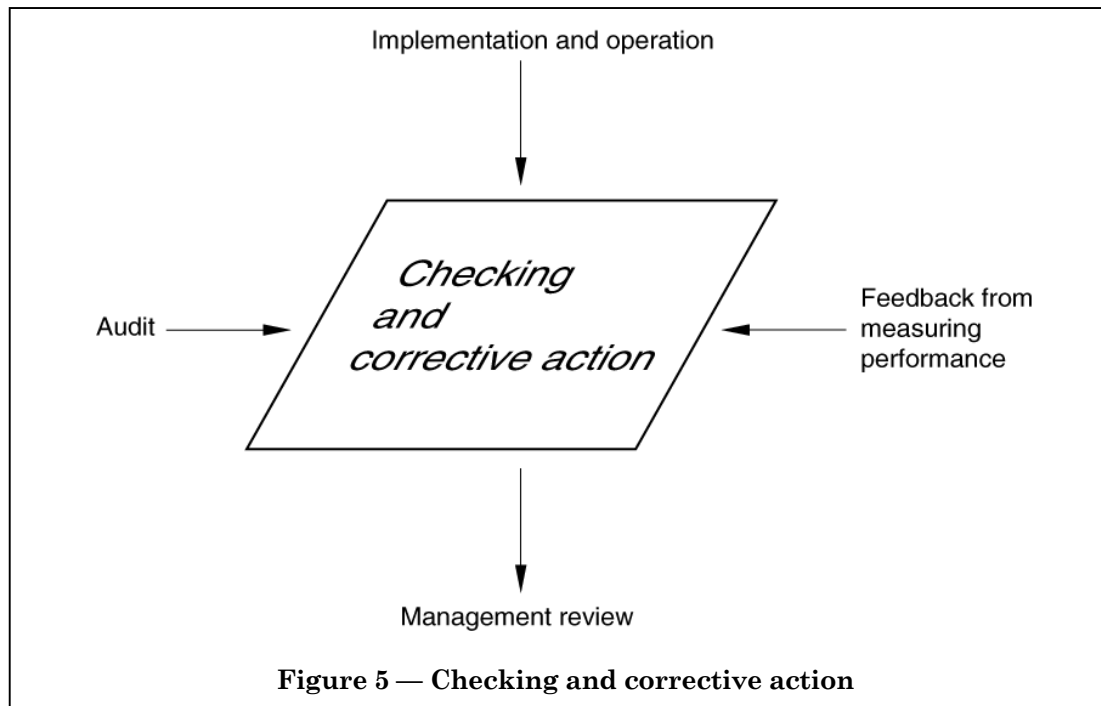 Implementation and operation
Checking
and
corrective action
Audit
Feedback from
measuring
performance
Management review
Figure 5 — Checking and corrective action